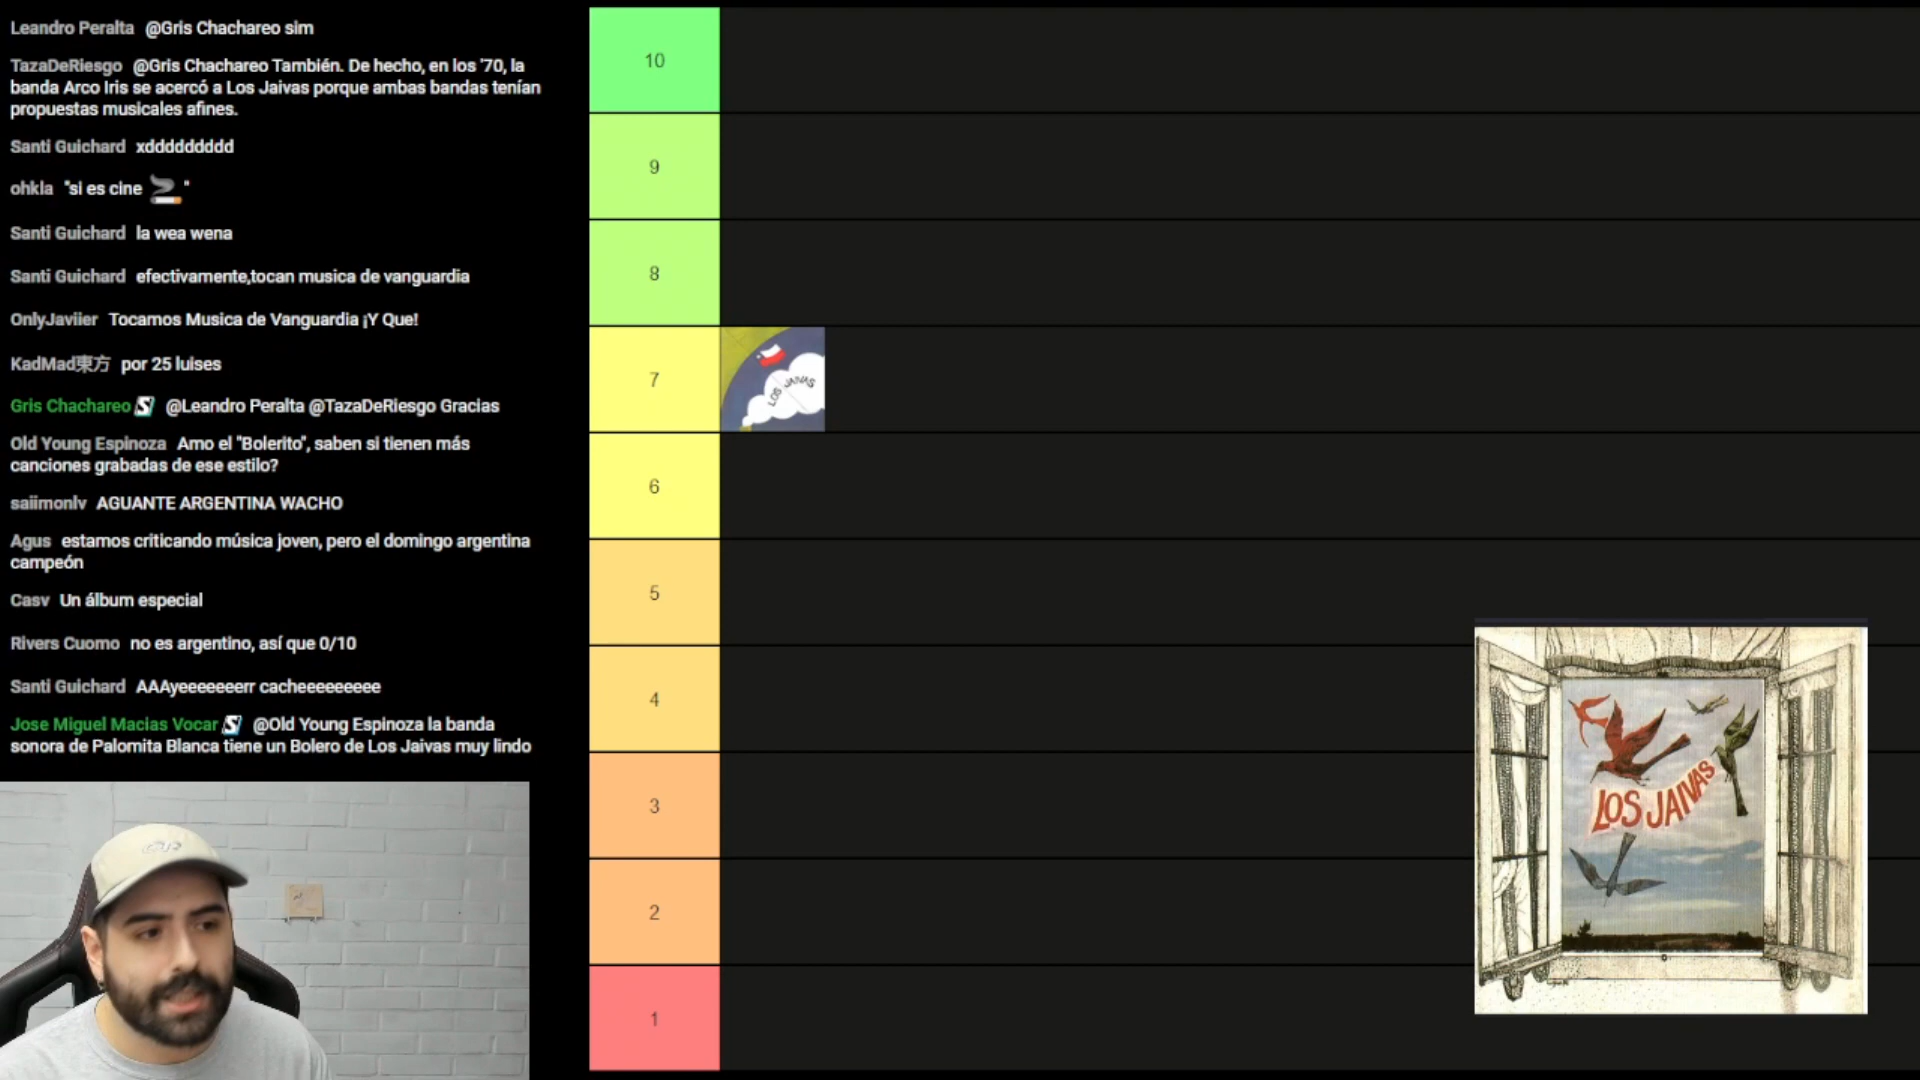 Leandro Peralta @Gris Chachareo sim
TazaDeRiesgo @Gris Chachareo También. De hecho, en los '70, la
banda Arco Iris se acercó a Los Jaivas porque ambas bandas tenían
propuestas musicales afines.
Santi Guichard xddddddddd
ohkla "si es cine "
Santi Guichard la wea wena
Santi Guichard efectivamente,tocan musica de vanguardia
OnlyJaviier Tocamos Musica de Vanguardia ¡Y Que!
KadMad東方 por 25 luises
Gris Chachareo S @Leandro Peralta @TazaDeRiesgo Gracias
Old Young Espinoza Amo el "Bolerito", saben si tienen más
canciones grabadas de ese estilo?
saiimonlv AGUANTE ARGENTINA WACHO
Agus estamos criticando música joven, pero el domingo argentina
campeón
Casv Un álbum especial
Rivers Cuomo no es argentino, así que 0/10
Santi Guichard AAAyeeeeeeerr cacheeeeeeeee
Jose Miguel Macias Vocar S @Old Young Espinoza la banda
sonora de Palomita Blanca tiene un Bolero de Los Jaivas muy lindo
10
9
8
7
LOS JAIVAS
6
5
4
3
2
1
LOS JAIVAS